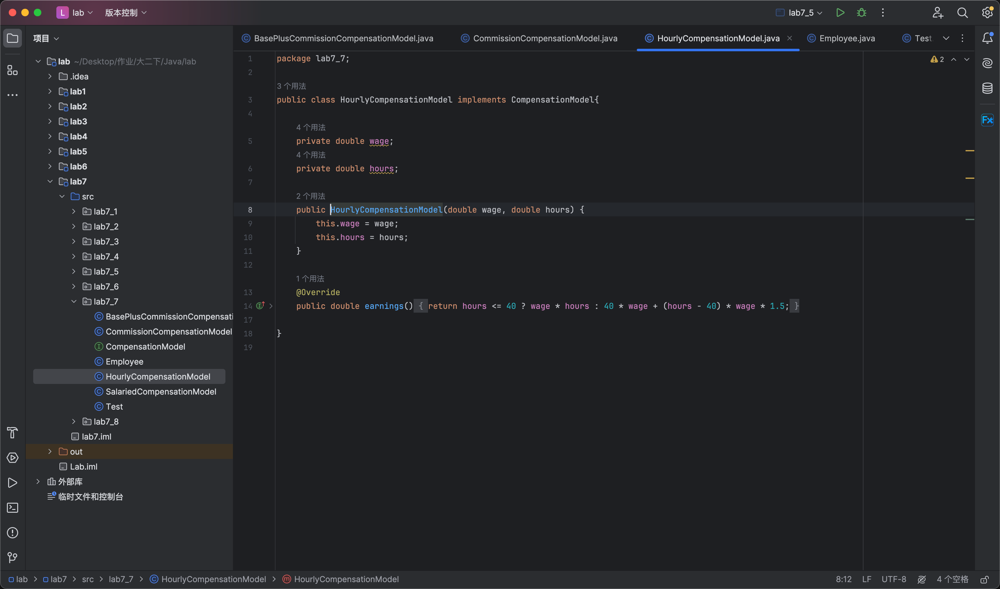 L lab 版本控制 lab7_5
项目
BasePlusCommissionCompensationModel.java CommissionCompensationModel.java HourlyCompensationModel.java Employee.java Test
lab ~/Desktop/作业/大二下/Java/lab
.idea
lab1
lab2
lab3
lab4
lab5
lab6
lab7
src
lab7_1
lab7_2
lab7_3
lab7_4
lab7_5
lab7_6
lab7_7
BasePlusCommissionCompensati
CommissionCompensationModel
CompensationModel
Employee
HourlyCompensationModel
SalariedCompensationModel
Test
lab7_8
lab7.iml
out
Lab.iml
外部库
临时文件和控制台
2
1 package lab7_7;
2
3 个用法
3 public class HourlyCompensationModel implements CompensationModel{
4
4 个用法
5 private double wage;
4 个用法
6 private double hours;
7
2 个用法
8 public HourlyCompensationModel(double wage, double hours) {
9 this.wage = wage;
10 this.hours = hours;
11 }
12
1 个用法
13 @Override
14 public double earnings() { return hours <= 40 ? wage * hours : 40 * wage + (hours - 40) * wage * 1.5; }
17
18 }
19
Fx
lab lab7 src lab7_7 HourlyCompensationModel HourlyCompensationModel
8:12 LF UTF-8 4 个空格